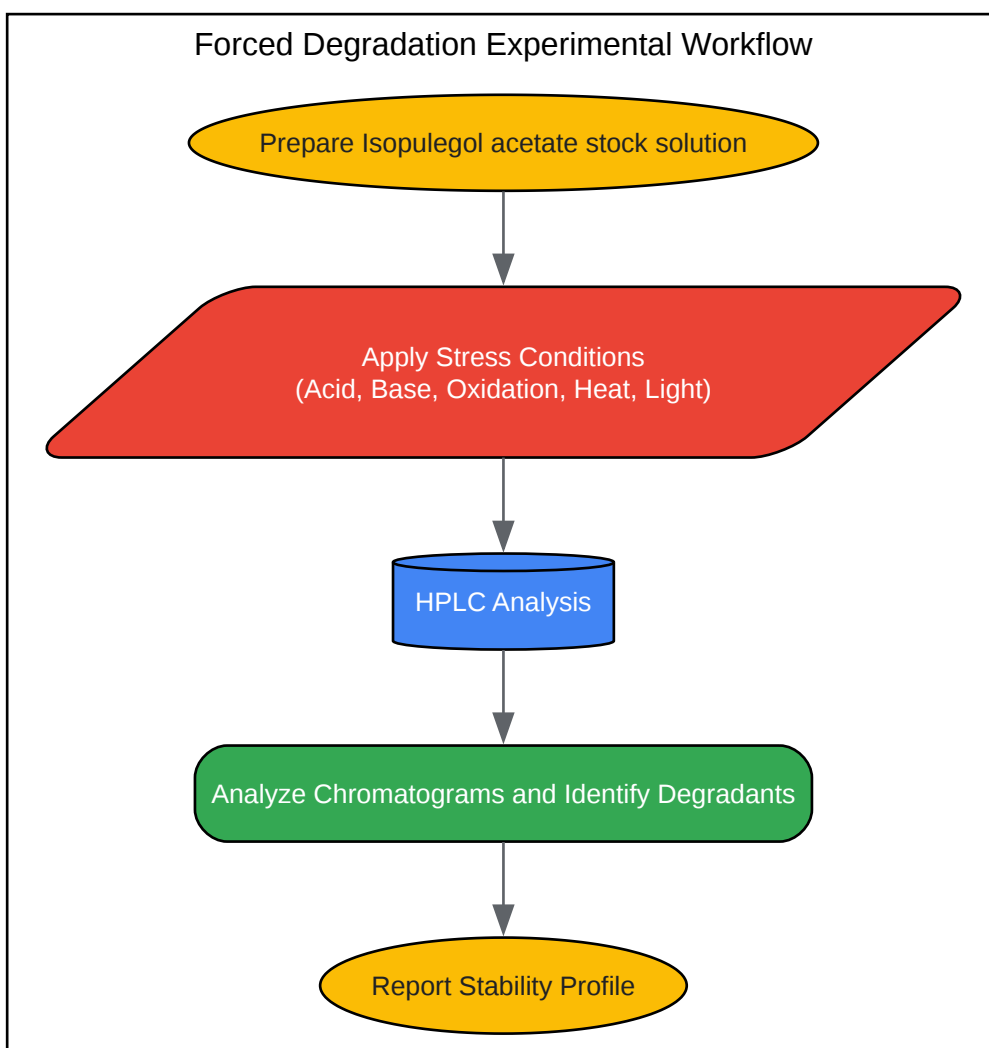 Forced Degradation Experimental Workflow
Prepare Isopulegol acetate stock solution
Apply Stress Conditions
(Acid, Base, Oxidation, Heat, Light)
HPLC Analysis
Analyze Chromatograms and Identify Degradants
Report Stability Profile